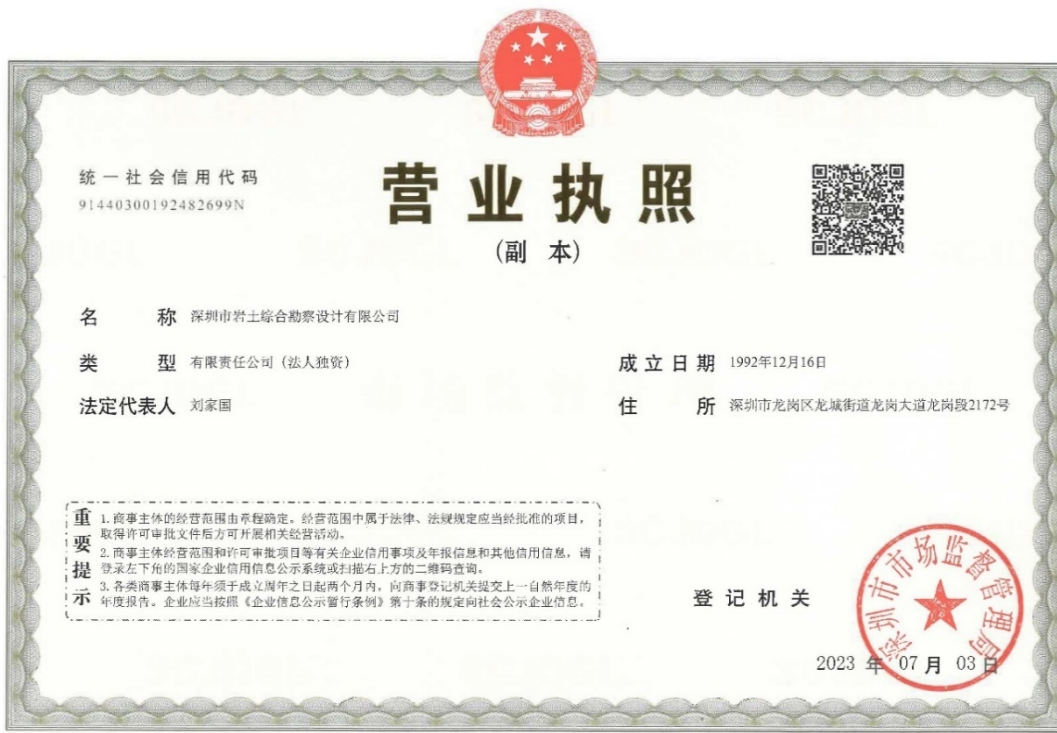 统一社会信用代码
91440300192482699N
营业执照
(副 本)
名 称 深圳市岩土综合勘察设计有限公司
类 型 有限责任公司（法人独资）
成立日期 1992年12月16日
法定代表人 刘家国
住 所 深圳市龙岗区龙城街道龙岗大道龙岗段2172号
重要提示
1.商事主体的经营范围由章程确定。经营范围中属于法律、法规规定应当经批准的项目，
取得许可审批文件后方可开展相关经营活动。
2.商事主体经营范围和许可审批项目等有关企业信用事项及年报信息和其他信用信息，请
登录左下角的国家企业信用信息公示系统或扫描右上方的二维码查询。
3.各类商事主体每年须于成立周年之日起两个月内，向商事登记机关提交上一自然年度的
年度报告。企业应当按照《企业信息公示暂行条例》第十条的规定向社会公示企业信息。
登记机关
深圳市市场监督管理局
2023 年 07 月 03 日